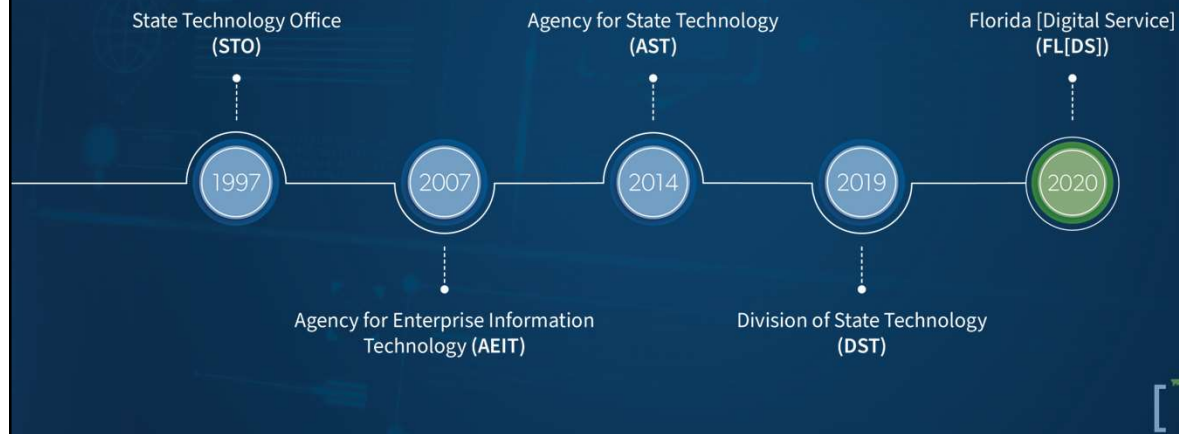 State Technology Office
(STO)
Agency for State Technology
(AST)
Florida [Digital Service]
(FL[DS])
1997
2007
2014
2019
2020
Agency for Enterprise Information
Technology (AEIT)
Division of State Technology
(DST)
[